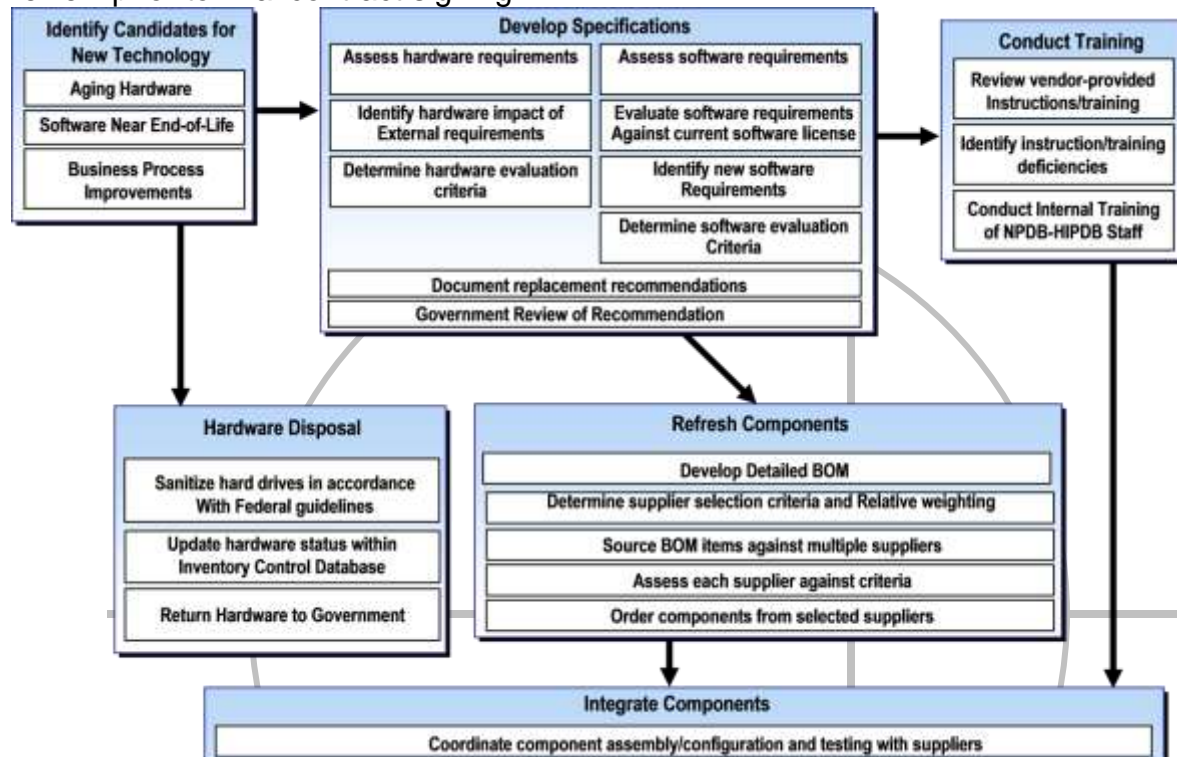 Identify Candidates for
New Technology
Aging Hardware
Software Near End-of-Life
Business Process
Improvements
Develop Specifications
Assess hardware requirements
Identify hardware impact of
External requirements
Determine hardware evaluation
criteria
Assess software requirements
Evaluate software requirements
Against current software license
Identify new software
Requirements
Determine software evaluation
Criteria
Document replacement recommendations
Government Review of Recommendation
Conduct Training
Review vendor-provided
Instructions/training
Identify instruction/training
deficiencies
Conduct Internal Training
of NPDB-HIPDB Staff
Hardware Disposal
Sanitize hard drives in accordance
With Federal guidelines
Update hardware status within
Inventory Control Database
Return Hardware to Government
Refresh Components
Develop Detailed BOM
Determine supplier selection criteria and Relative weighting
Source BOM items against multiple suppliers
Assess each supplier against criteria
Order components from selected suppliers
Integrate Components
Coordinate component assembly/configuration and testing with suppliers